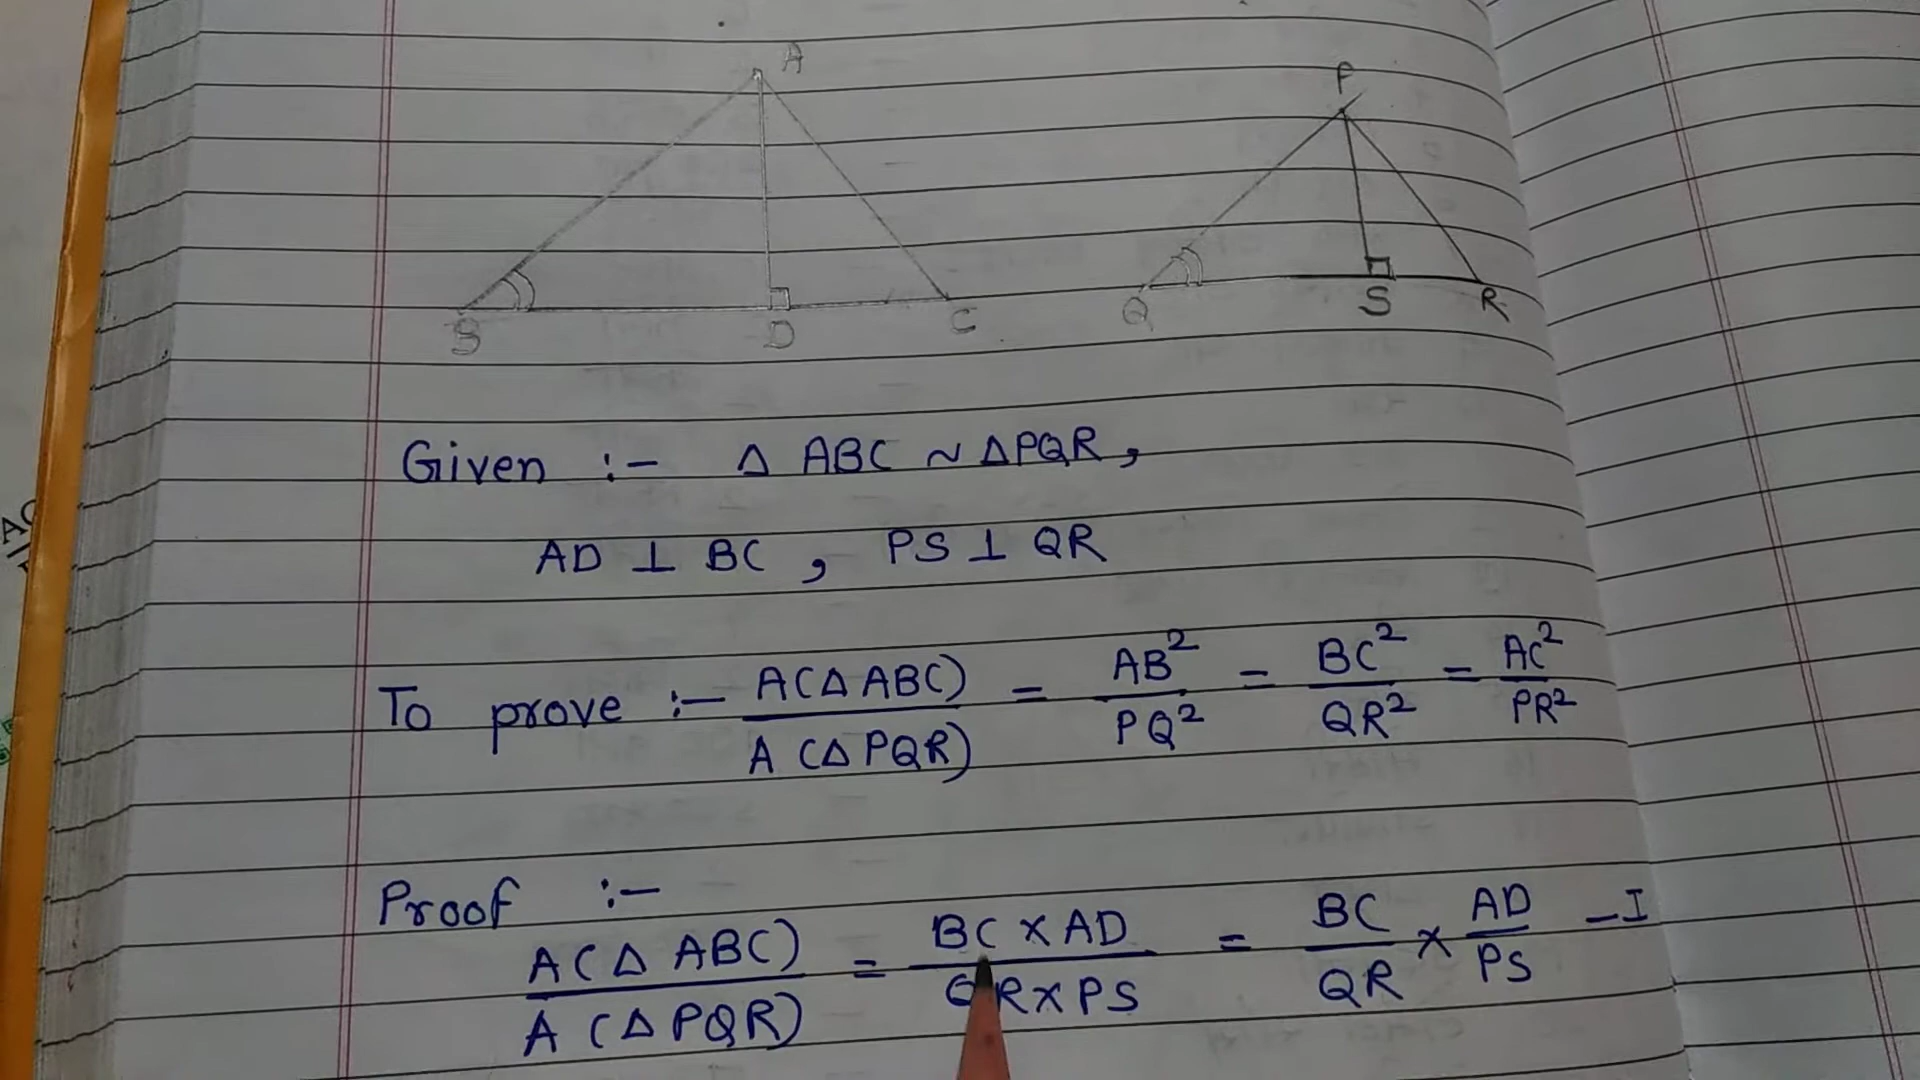 A
P
B D C
Q S R
Given :- Δ ABC ~ ΔPQR,
AD ⊥ BC , PS ⊥ QR
To prove :- A(Δ ABC)/A (Δ PQR) = AB²/PQ² = BC²/QR² = AC²/PR²
Proof :-
A(Δ ABC)/A (Δ PQR) = BC × AD/QR × PS = BC/QR × AD/PS -I